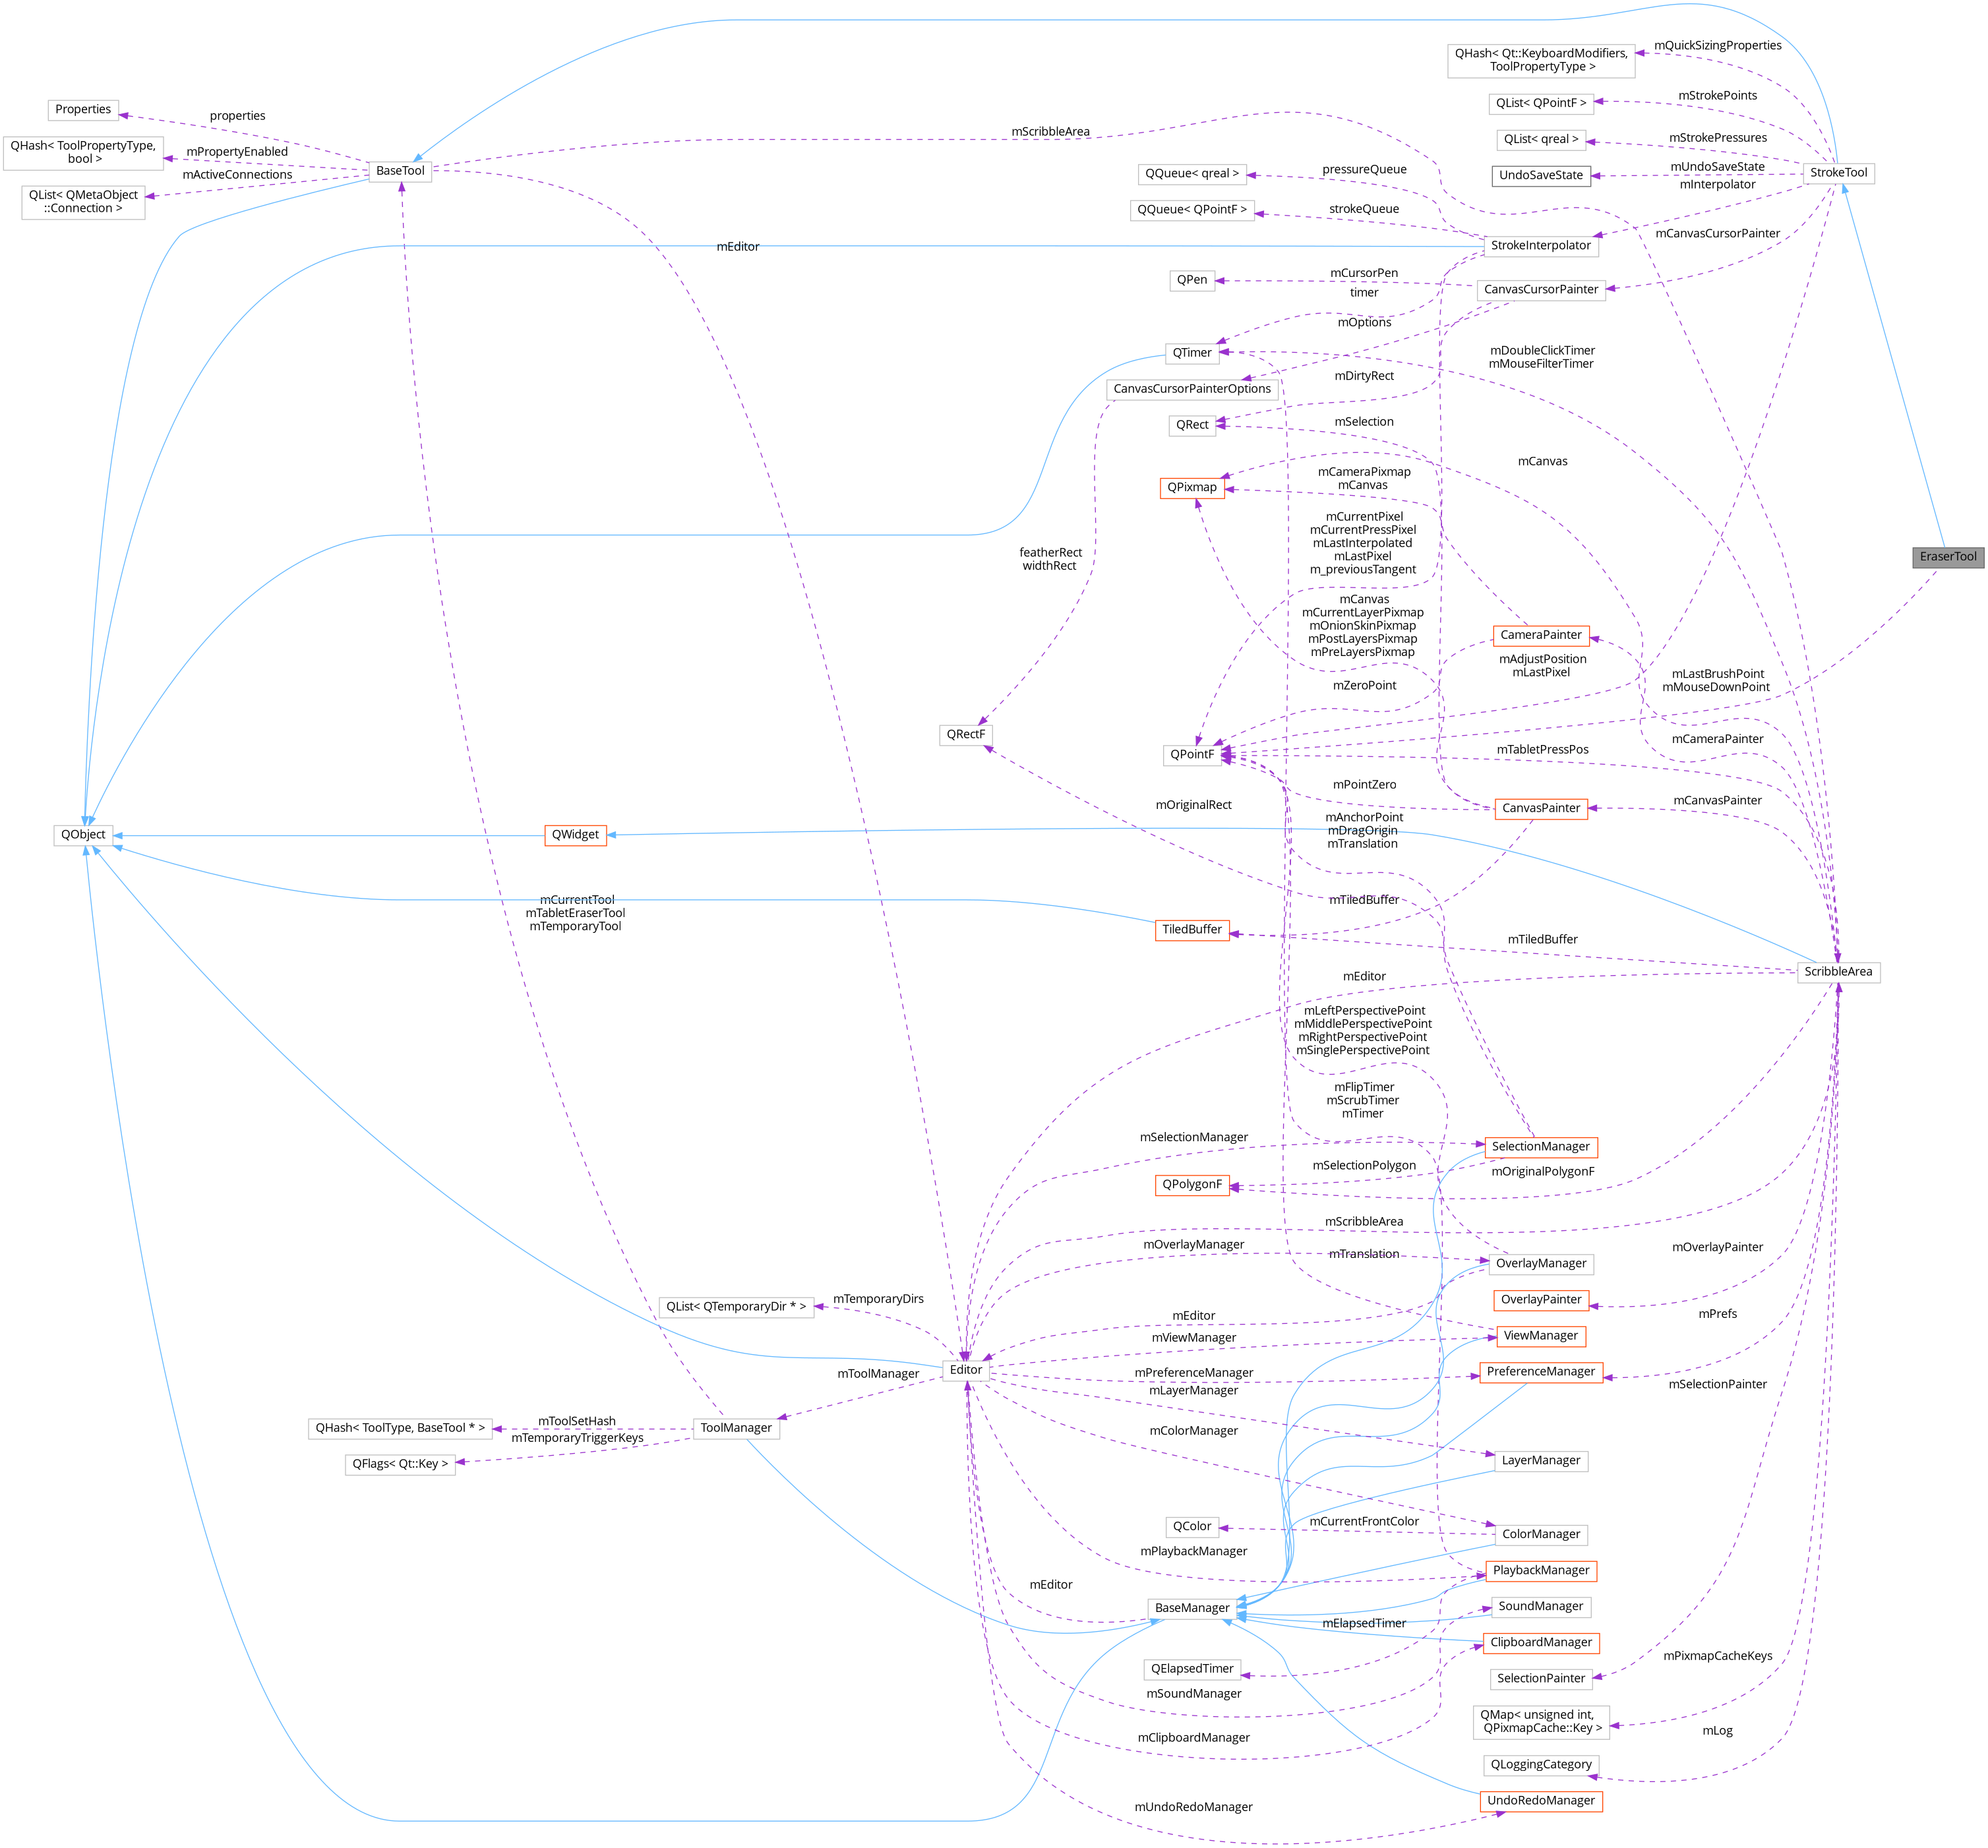 mQuickSizingProperties
QHash< Qt::KeyboardModifiers,
ToolPropertyType >
mStrokePoints
QList< QPointF >
Properties
properties
mScribbleArea
mStrokePressures
QList< qreal >
QHash< ToolPropertyType,
bool >
mPropertyEnabled
BaseTool
mActiveConnections
QList< QMetaObject
::Connection >
pressureQueue
QQueue< qreal >
mUndoSaveState
UndoSaveState
StrokeTool
mInterpolator
strokeQueue
QQueue< QPointF >
mCanvasCursorPainter
mEditor
StrokeInterpolator
mCursorPen
QPen
CanvasCursorPainter
timer
mOptions
QTimer
mDoubleClickTimer
mMouseFilterTimer
mDirtyRect
CanvasCursorPainterOptions
mSelection
QRect
mCanvas
mCameraPixmap
mCanvas
QPixmap
mCurrentPixel
mCurrentPressPixel
mLastInterpolated
mLastPixel
m_previousTangent
featherRect
widthRect
EraserTool
mCanvas
mCurrentLayerPixmap
mOnionSkinPixmap
mPostLayersPixmap
mPreLayersPixmap
CameraPainter
mAdjustPosition
mLastPixel
mLastBrushPoint
mMouseDownPoint
mZeroPoint
QRectF
QPointF
mTabletPressPos
mCameraPainter
mPointZero
mOriginalRect
CanvasPainter
mCanvasPainter
mAnchorPoint
mDragOrigin
mTranslation
QObject
QWidget
mCurrentTool
mTabletEraserTool
mTemporaryTool
mTiledBuffer
TiledBuffer
mTiledBuffer
ScribbleArea
mEditor
mLeftPerspectivePoint
mMiddlePerspectivePoint
mRightPerspectivePoint
mSinglePerspectivePoint
mFlipTimer
mScrubTimer
mTimer
mSelectionManager
SelectionManager
mSelectionPolygon
mOriginalPolygonF
QPolygonF
mScribbleArea
mOverlayManager
mTranslation
OverlayManager
mOverlayPainter
mTemporaryDirs
QList< QTemporaryDir * >
OverlayPainter
mEditor
mPrefs
mViewManager
ViewManager
Editor
mToolManager
mPreferenceManager
PreferenceManager
mLayerManager
mSelectionPainter
mToolSetHash
QHash< ToolType, BaseTool * >
ToolManager
mColorManager
mTemporaryTriggerKeys
QFlags< Qt::Key >
LayerManager
mCurrentFrontColor
QColor
ColorManager
mPlaybackManager
PlaybackManager
mEditor
BaseManager
SoundManager
mElapsedTimer
ClipboardManager
QElapsedTimer
mPixmapCacheKeys
SelectionPainter
mSoundManager
QMap< unsigned int,
QPixmapCache::Key >
mClipboardManager
mLog
QLoggingCategory
mUndoRedoManager
UndoRedoManager